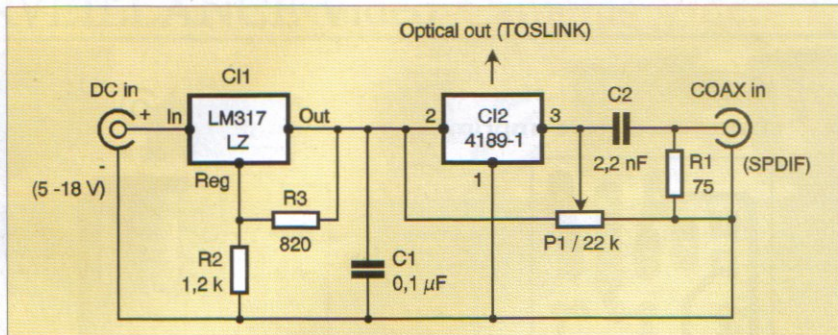 Optical out (TOSLINK)
DC in
CI1
C2
COAX in
+
In
LM317
LZ
Out
2
CI2
4189-1
3
-
(5 -18 V)
Reg
1
2,2 nF
R1
75
(SPDIF)
R3
820
P1 / 22 k
R2
1,2 k
C1
0,1 µF